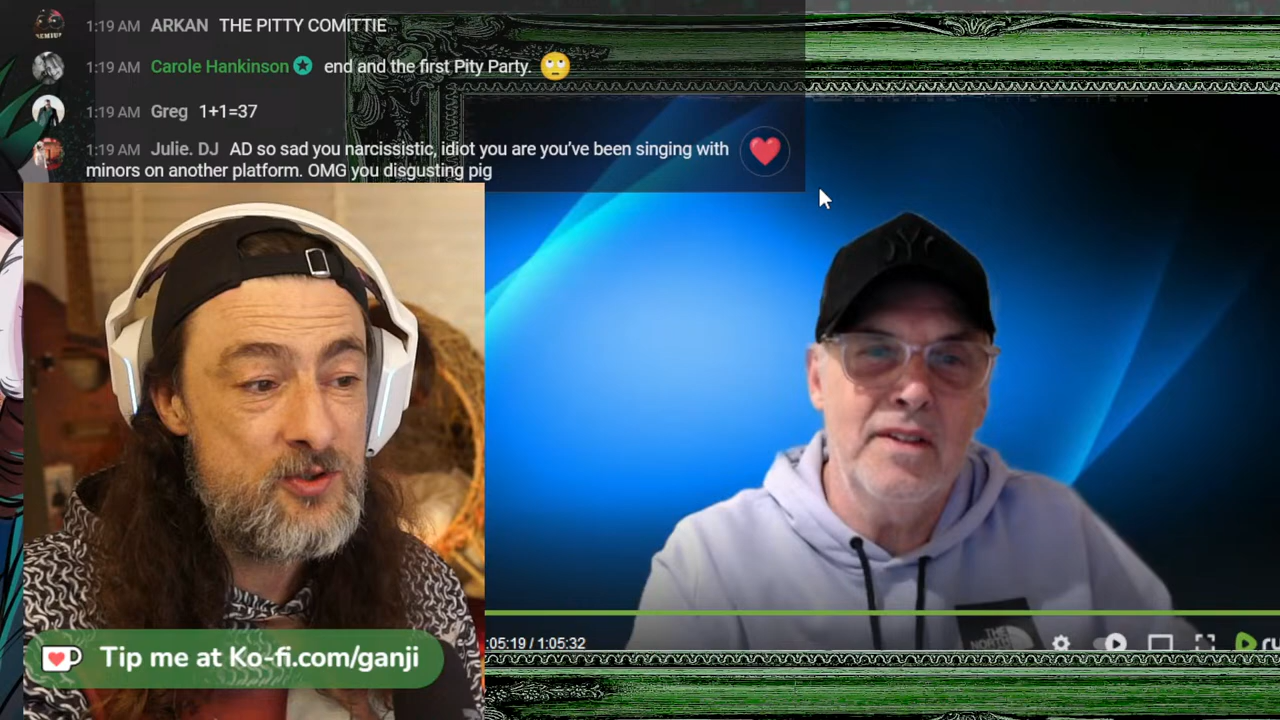 1:19 AM ARKAN THE PITTY COMITTIE
1:19 AM Carole Hankinson end and the first Pity Party.
1:19 AM Greg 1+1=37
1:19 AM Julie. DJ AD so sad you narcissistic, idiot you are you've been singing with
minors on another platform. OMG you disgusting pig
Tip me at Ko-fi.com/ganji
:05:19 / 1:05:32
THE